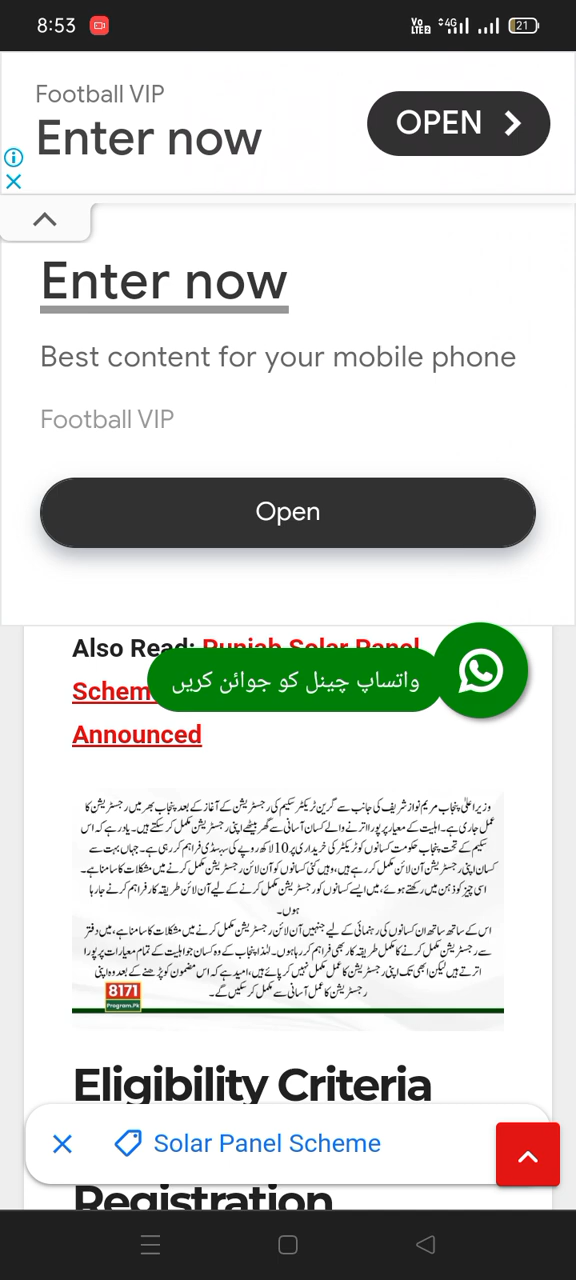 8:53
Vo
LTE 2
4G
21
Football VIP
Enter now
OPEN
Enter now
Best content for your mobile phone
Football VIP
Open
Also Read: Punjab Solar Panel
Schem
واتساپ چینل کو جوائن کریں
Announced
وزیراعلیٰ پنجاب مریم نواز شریف کی جانب سے گرین ٹریکٹر سکیم کی رجسٹریشن کے آغاز کے بعد پنجاب بھر میں رجسٹریشن کا
عمل جاری ہے۔ اہلیت کے معیار پر پورا اترنے والے کسان آسانی سے گھر بیٹھے اپنی رجسٹریشن مکمل کر سکتے ہیں۔ یاد رہے کہ اس
سکیم کے تحت پنجاب حکومت کسانوں کو ٹریکٹر کی خریداری پر 10 لاکھ روپے کی سبسڈی فراہم کر رہی ہے۔ جہاں بہت سے
کسان اپنی رجسٹریشن آن لائن مکمل کر رہے ہیں، وہیں کئی کسانوں کو آن لائن رجسٹریشن مکمل کرنے میں مشکلات کا سامنا ہے۔
اسی چیز کو ذہن میں رکھتے ہوئے، میں ایسے کسانوں کو رجسٹریشن مکمل کرنے کے لیے آن لائن طریقہ کار فراہم کرنے جا رہا
ہوں۔
اس کے ساتھ ساتھ ان کسانوں کی رہنمائی کے لیے جنہیں آن لائن رجسٹریشن مکمل کرنے میں مشکلات کا سامنا ہے، میں دفتر
سے رجسٹریشن مکمل کرنے کا مکمل طریقہ کار بھی فراہم کر رہا ہوں۔ لہٰذا پنجاب کے وہ کسان جو اہلیت کے تمام معیارات پر پورا
اترتے ہیں لیکن ابھی تک اپنی رجسٹریشن کا عمل مکمل نہیں کر پائے ہیں، امید ہے کہ اس مضمون کو پڑھنے کے بعد وہ اپنی
رجسٹریشن کا عمل آسانی سے مکمل کر سکیں گے۔
8171
Program.Pk
Eligibility Criteria
Solar Panel Scheme
Registration